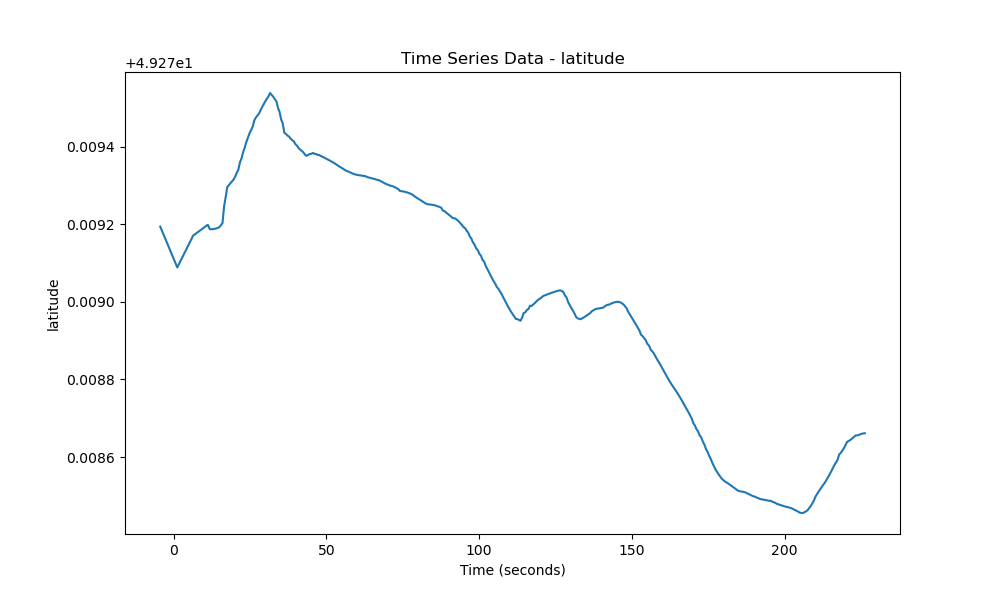 Time Series Data - latitude
+4.927e1
0.0094
0.0092
0.0090
0.0088
0.0086
latitude
0 50 100 150 200
Time (seconds)